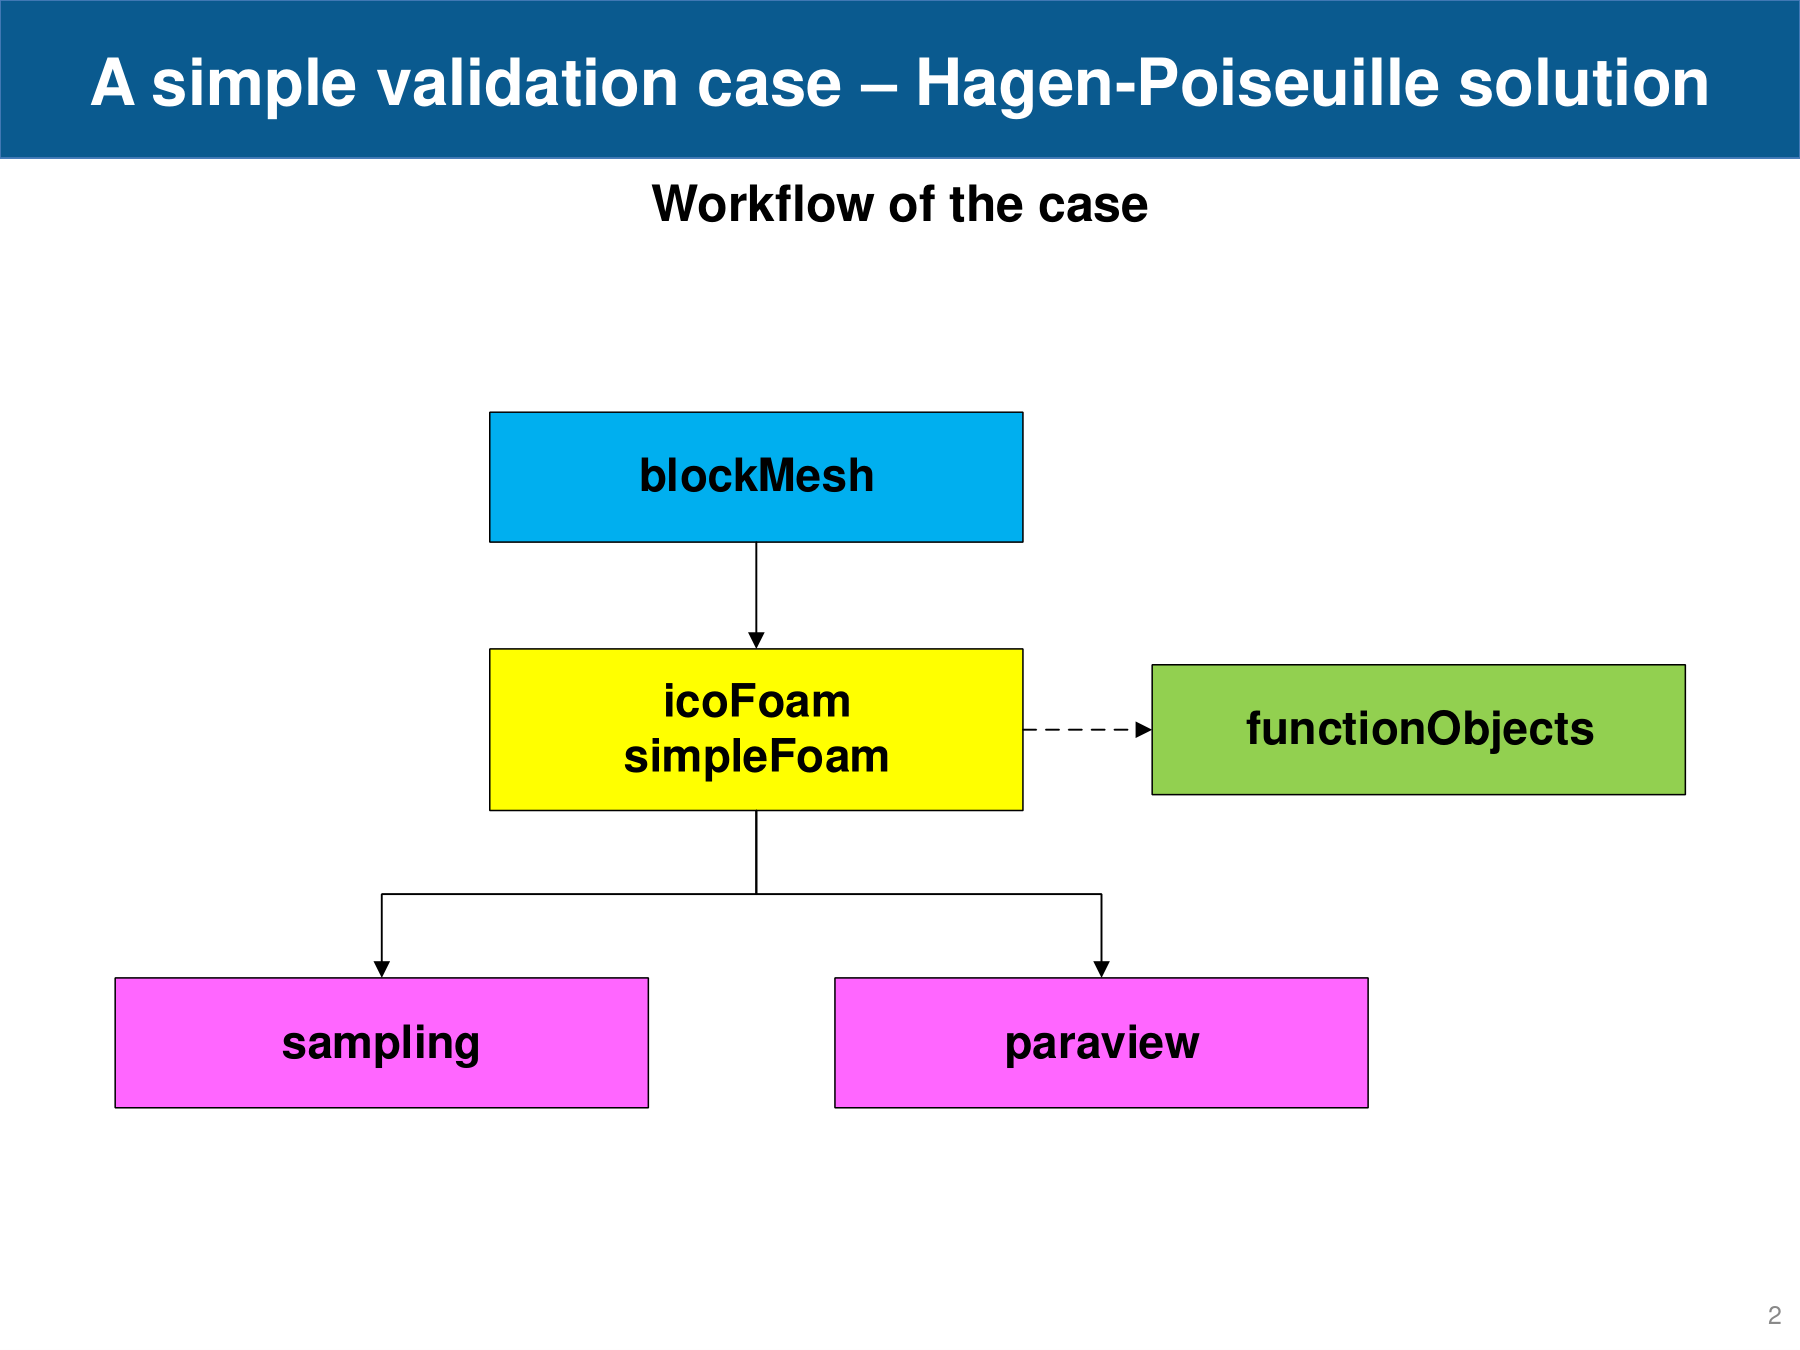 A simple validation case – Hagen-Poiseuille solution
Workflow of the case
blockMesh
icoFoam
simpleFoam
functionObjects
sampling
paraview
2